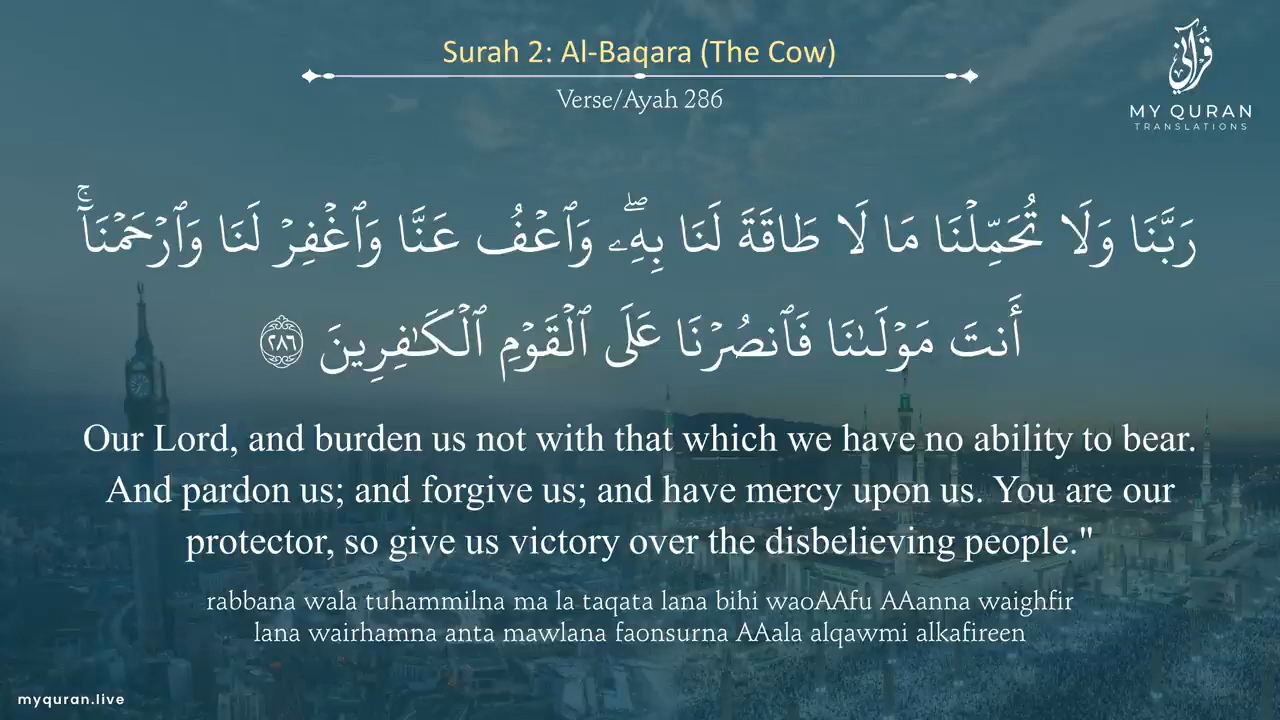 Surah 2: Al-Baqara (The Cow)
Verse/Ayah 286
قرآني
MY QURAN
TRANSLATIONS
رَبَّنَا وَلَا تُحَمِّلْنَا مَا لَا طَاقَةَ لَنَا بِهِۦۖ وَٱعْفُ عَنَّا وَٱغْفِرْ لَنَا وَٱرْحَمْنَآۚ
أَنتَ مَوْلَىٰنَا فَٱنصُرْنَا عَلَى ٱلْقَوْمِ ٱلْكَـٰفِرِينَ ٢٨٦
Our Lord, and burden us not with that which we have no ability to bear.
And pardon us; and forgive us; and have mercy upon us. You are our
protector, so give us victory over the disbelieving people."
rabbana wala tuhammilna ma la taqata lana bihi waoAAfu AAanna waighfir
lana wairhamna anta mawlana faonsurna AAala alqawmi alkafireen
myquran.live